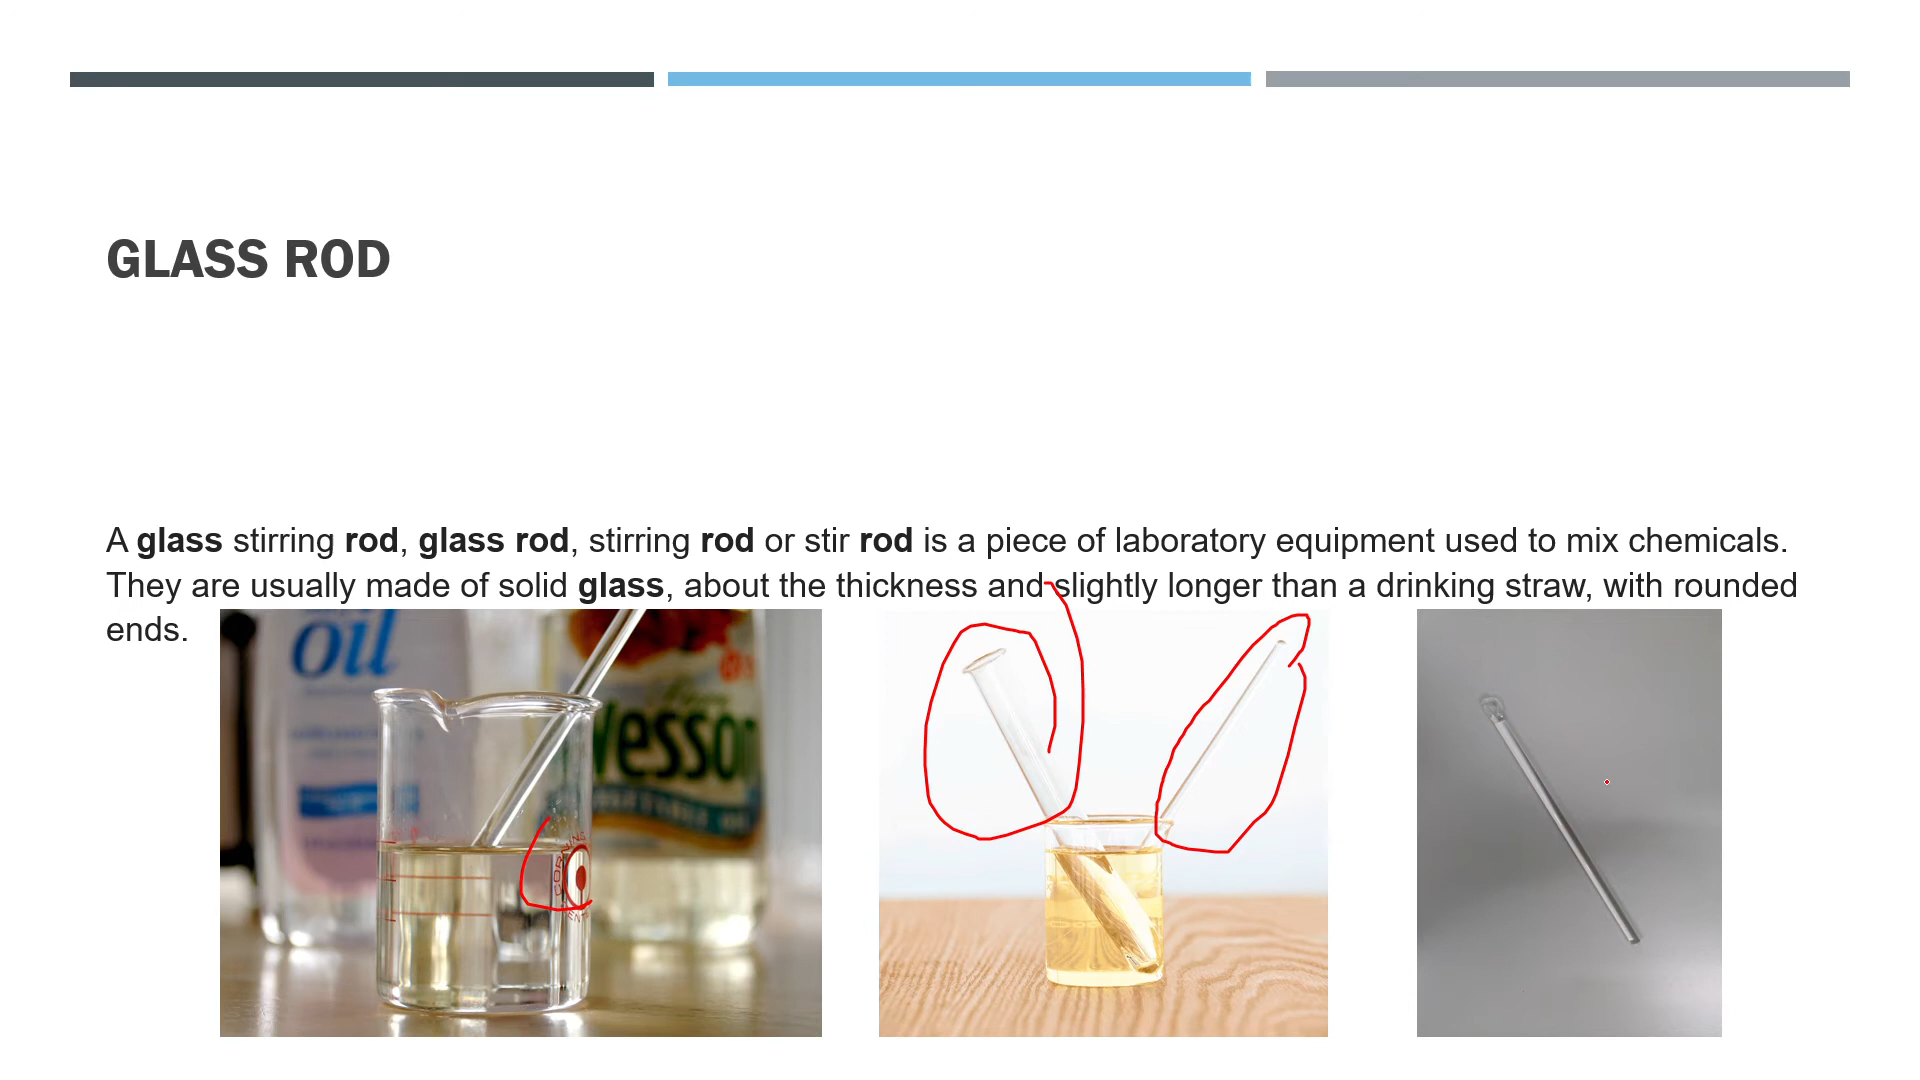 GLASS ROD
A glass stirring rod, glass rod, stirring rod or stir rod is a piece of laboratory equipment used to mix chemicals.
They are usually made of solid glass, about the thickness and slightly longer than a drinking straw, with rounded
ends.
oil
Wesson
CORNING